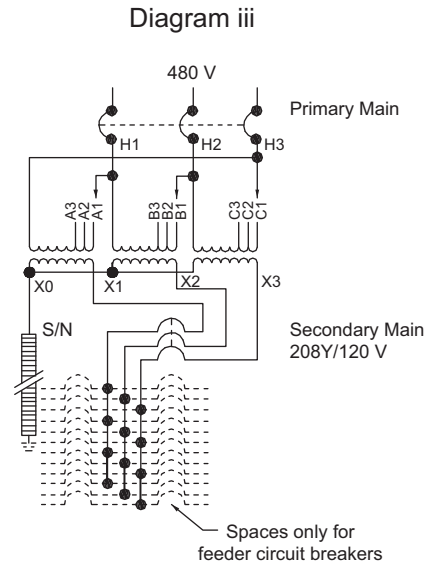 Diagram iii
480 V
Primary Main
H1
H2
H3
A3
A2
A1
B3
B2
B1
C3
C2
C1
X0
X1
X2
X3
S/N
Secondary Main
208Y/120 V
Spaces only for
feeder circuit breakers